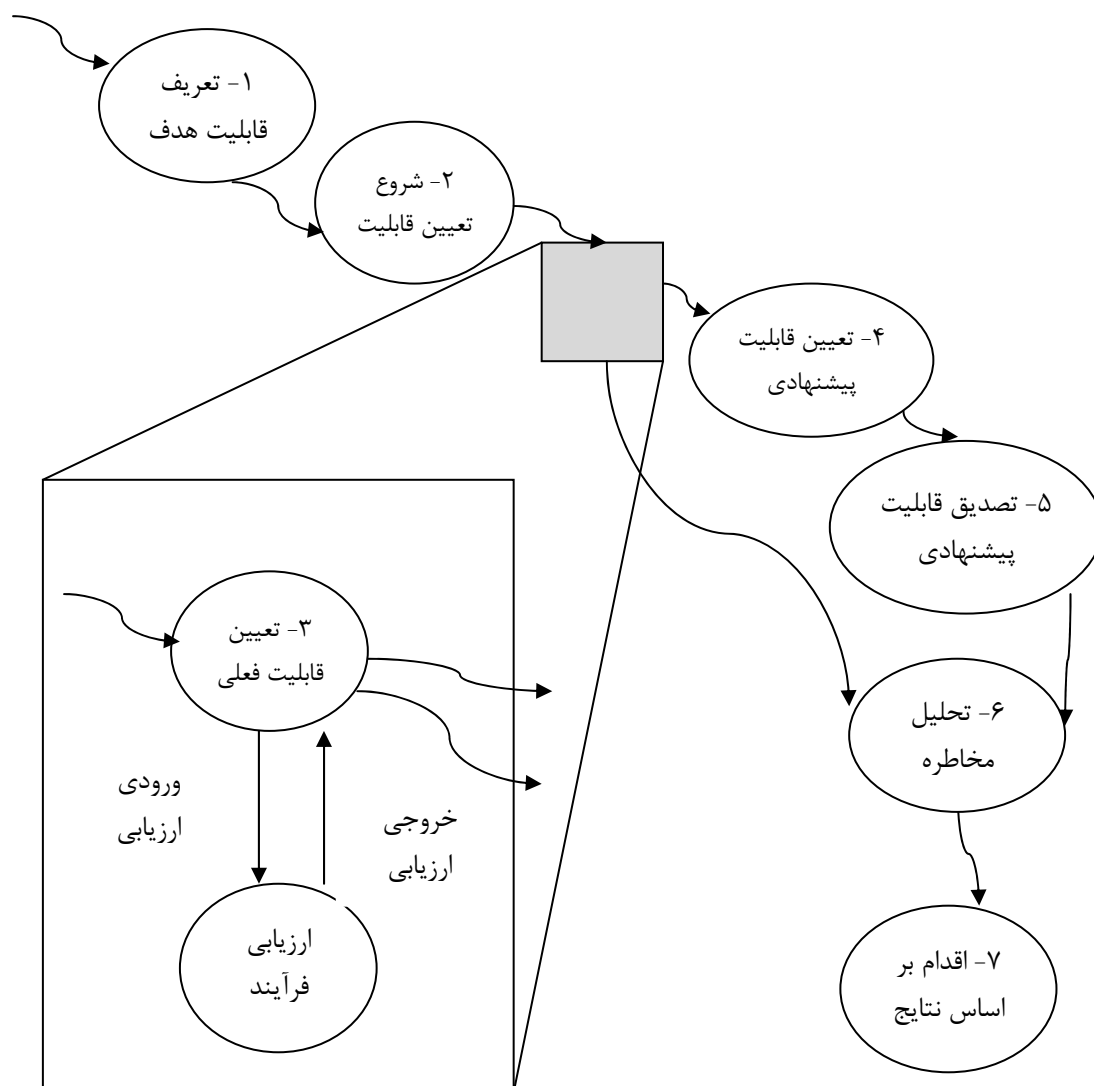 ۱- تعریف
قابلیت هدف
۲- شروع
تعیین قابلیت
۴- تعیین قابلیت
پیشنهادی
۵- تصدیق قابلیت
پیشنهادی
۳- تعیین
قابلیت فعلی
۶- تحلیل
مخاطره
ورودی
ارزیابی
خروجی
ارزیابی
ارزیابی
فرآیند
۷- اقدام بر
اساس نتایج